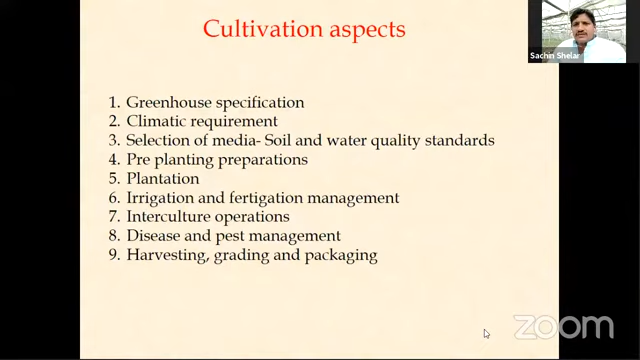 Cultivation aspects
Sachin Shelar
1. Greenhouse specification
2. Climatic requirement
3. Selection of media- Soil and water quality standards
4. Pre planting preparations
5. Plantation
6. Irrigation and fertigation management
7. Interculture operations
8. Disease and pest management
9. Harvesting, grading and packaging
zoom